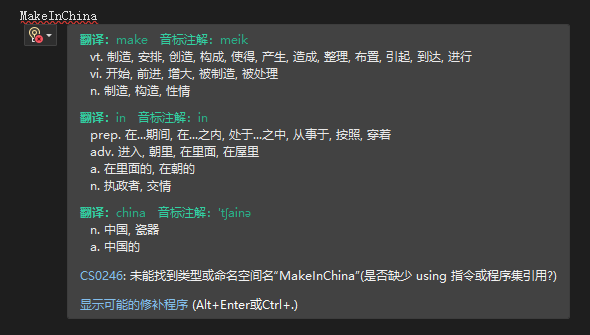 MakeInChina
翻译：make 音标注解：meik
vt. 制造, 安排, 创造, 构成, 使得, 产生, 造成, 整理, 布置, 引起, 到达, 进行
vi. 开始, 前进, 增大, 被制造, 被处理
n. 制造, 构造, 性情
翻译：in 音标注解：in
prep. 在...期间, 在...之内, 处于...之中, 从事于, 按照, 穿着
adv. 进入, 朝里, 在里面, 在屋里
a. 在里面的, 在朝的
n. 执政者, 交情
翻译：china 音标注解：'tʃainə
n. 中国, 瓷器
a. 中国的
CS0246: 未能找到类型或命名空间名“MakeInChina”(是否缺少 using 指令或程序集引用?)
显示可能的修补程序 (Alt+Enter或Ctrl+.)